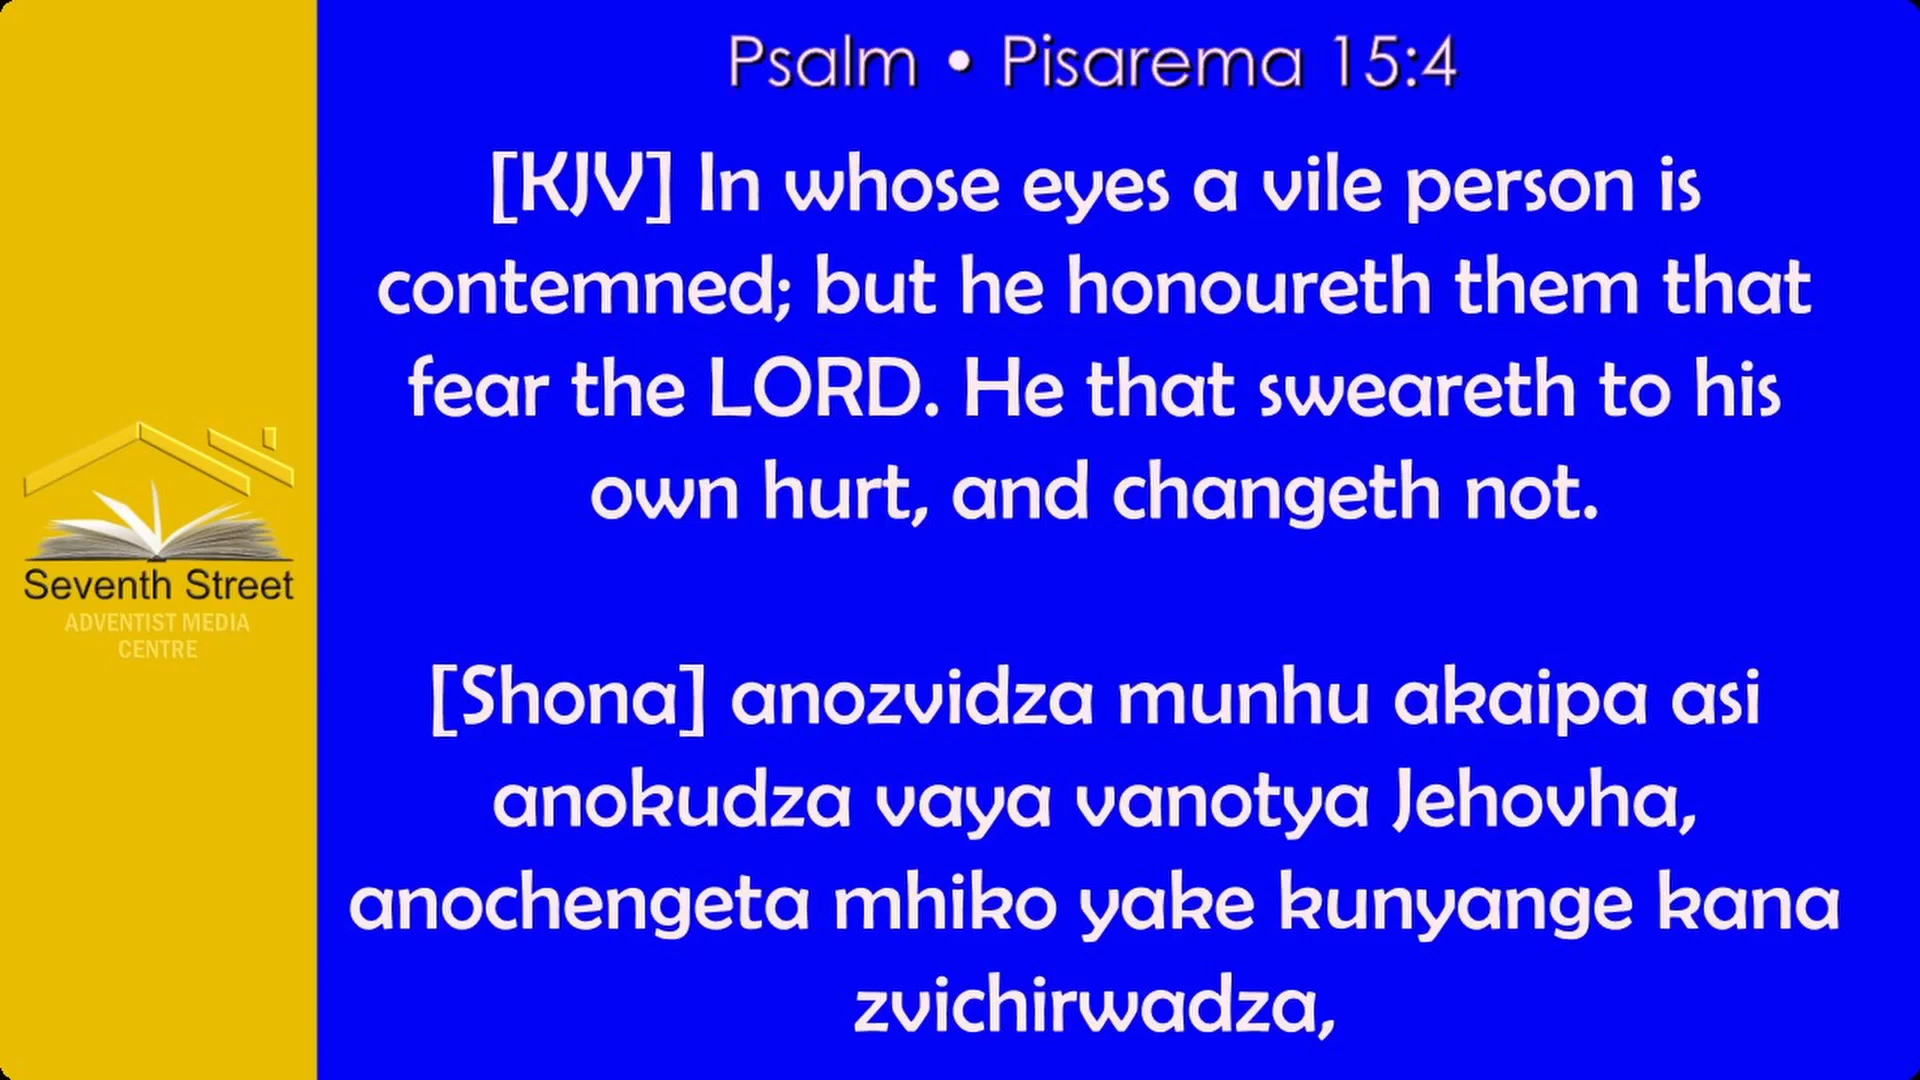 Psalm • Pisarema 15:4
[KJV] In whose eyes a vile person is
contemned; but he honoureth them that
fear the LORD. He that sweareth to his
own hurt, and changeth not.
[Shona] anozvidza munhu akaipa asi
anokudza vaya vanotya Jehovha,
anochengeta mhiko yake kunyange kana
zvichirwadza,
Seventh Street
ADVENTIST MEDIA
CENTRE